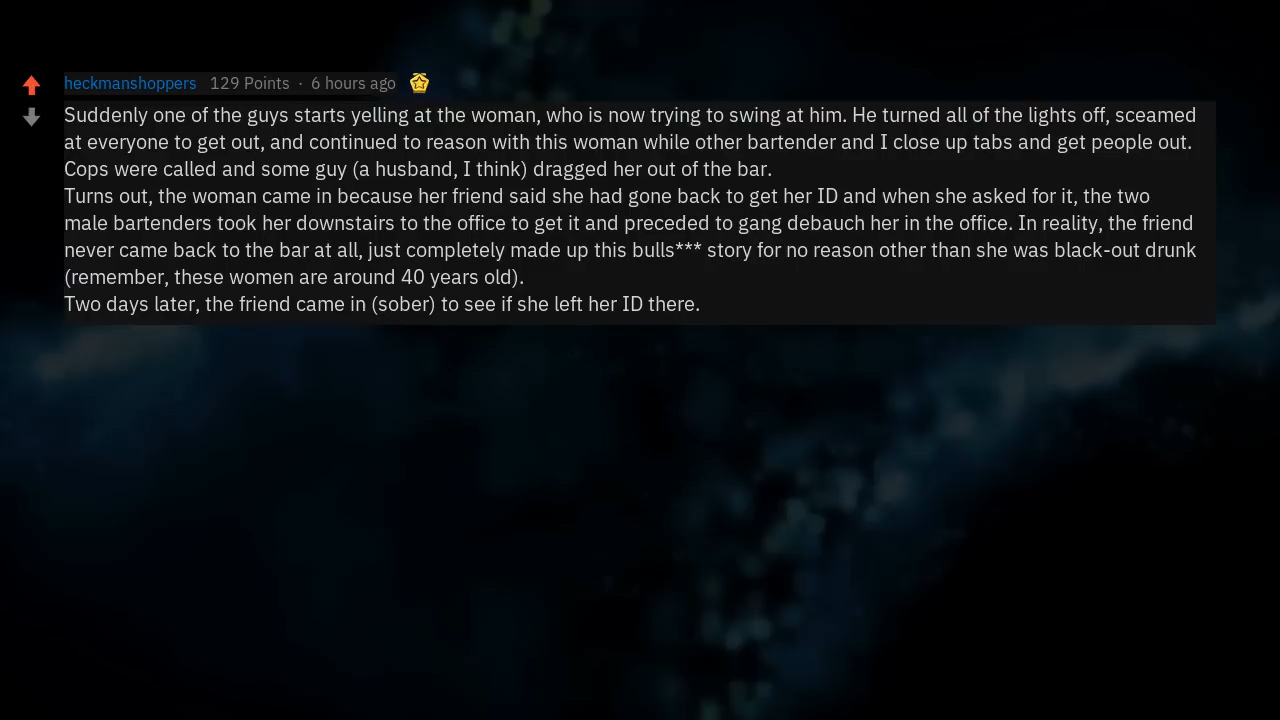 heckmanshoppers 129 Points · 6 hours ago
Suddenly one of the guys starts yelling at the woman, who is now trying to swing at him. He turned all of the lights off, sceamed
at everyone to get out, and continued to reason with this woman while other bartender and I close up tabs and get people out.
Cops were called and some guy (a husband, I think) dragged her out of the bar.
Turns out, the woman came in because her friend said she had gone back to get her ID and when she asked for it, the two
male bartenders took her downstairs to the office to get it and preceded to gang debauch her in the office. In reality, the friend
never came back to the bar at all, just completely made up this bulls*** story for no reason other than she was black-out drunk
(remember, these women are around 40 years old).
Two days later, the friend came in (sober) to see if she left her ID there.